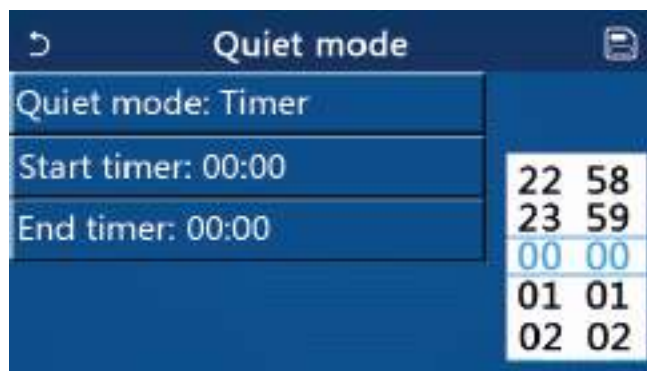 Quiet mode
Quiet mode: Timer
Start timer: 00:00
End timer: 00:00
22 58
23 59
00 00
01 01
02 02